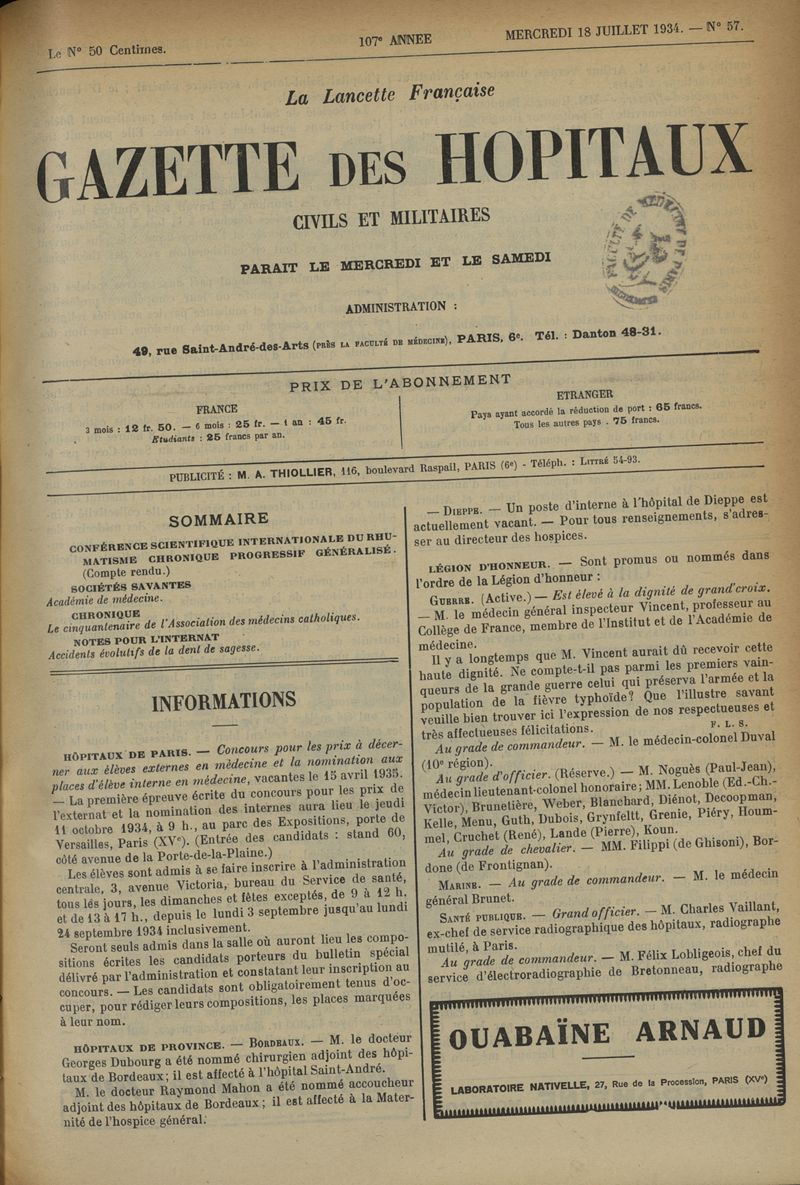 Le N° 50 Centimes.
107e ANNEE
MERCREDI 18 JUILLET 1934. — N° 57.
La Lancette Française
GAZETTE DES HOPITAUX
CIVILS ET MILITAIRES
PARAIT LE MERCREDI ET LE SAMEDI
FACULTÉ DE MÉDECINE DE PARIS
ADMINISTRATION :
49, rue Saint-André-des-Arts (PRÈS LA FACULTÉ DE MÉDECINE), PARIS, 6e. Tél. : Danton 48-31.
PRIX DE L'ABONNEMENT
FRANCE
3 mois : 12 fr. 50. — 6 mois : 25 fr. — 1 an : 45 fr.
Etudiants : 25 francs par an.
ETRANGER
Pays ayant accordé la réduction de port : 65 francs.
Tous les autres pays . 75 francs.
PUBLICITÉ : M. A. THIOLLIER, 116, boulevard Raspail, PARIS (6e) - Téléph. : LITTRÉ 54-93.
SOMMAIRE
CONFÉRENCE SCIENTIFIQUE INTERNATIONALE DU RHU-
MATISME CHRONIQUE PROGRESSIF GÉNÉRALISÉ.
(Compte rendu.)
SOCIÉTÉS SAVANTES
Académie de médecine.
CHRONIQUE
Le cinquantenaire de l'Association des médecins catholiques.
NOTES POUR L'INTERNAT
Accidents évolutifs de la dent de sagesse.
INFORMATIONS
HÔPITAUX DE PARIS. — Concours pour les prix à décer-
ner aux élèves externes en médecine et la nomination aux
places d'élève interne en médecine, vacantes le 15 avril 1935.
— La première épreuve écrite du concours pour les prix de
l'externat et la nomination des internes aura lieu le jeudi
11 octobre 1934, à 9 h., au parc des Expositions, porte de
Versailles, Paris (XVe). (Entrée des candidats : stand 60,
côté avenue de la Porte-de-la-Plaine.)
Les élèves sont admis à se faire inscrire à l'administration
centrale, 3, avenue Victoria, bureau du Service de santé,
tous les jours, les dimanches et fêtes exceptés, de 9 à 12 h.
et de 13 à 17 h., depuis le lundi 3 septembre jusqu'au lundi
24 septembre 1934 inclusivement.
Seront seuls admis dans la salle où auront lieu les compo-
sitions écrites les candidats porteurs du bulletin spécial
délivré par l'administration et constatant leur inscription au
concours. — Les candidats sont obligatoirement tenus d'oc-
cuper, pour rédiger leurs compositions, les places marquées
à leur nom.
HÔPITAUX DE PROVINCE. — BORDEAUX. — M. le docteur
Georges Dubourg a été nommé chirurgien adjoint des hôpi-
taux de Bordeaux; il est affecté à l'hôpital Saint-André.
M. le docteur Raymond Mahon a été nommé accoucheur
adjoint des hôpitaux de Bordeaux ; il est affecté à la Mater-
nité de l'hospice général.
— DIEPPE. — Un poste d'interne à l'hôpital de Dieppe est
actuellement vacant. — Pour tous renseignements, s'adres-
ser au directeur des hospices.
LÉGION D'HONNEUR. — Sont promus ou nommés dans
l'ordre de la Légion d'honneur :
GUERRE. (Active.) — Est élevé à la dignité de grand'croix.
— M. le médecin général inspecteur Vincent, professeur au
Collège de France, membre de l'Institut et de l'Académie de
médecine.
Il y a longtemps que M. Vincent aurait dû recevoir cette
haute dignité. Ne compte-t-il pas parmi les premiers vain-
queurs de la grande guerre celui qui préserva l'armée et la
population de la fièvre typhoïde? Que l'illustre savant
veuille bien trouver ici l'expression de nos respectueuses et
très affectueuses félicitations.
F. L. S.
Au grade de commandeur. — M. le médecin-colonel Duval
(10e région).
Au grade d'officier. (Réserve.) — M. Noguès (Paul-Jean),
médecin lieutenant-colonel honoraire ; MM. Lenoble (Ed.-Ch.-
Victor), Brunetière, Weber, Blanchard, Diénot, Decoopman,
Kelle, Menu, Guth, Dubois, Grynfeltt, Grenie, Piéry, Houm-
mel, Cruchet (René), Lande (Pierre), Koun.
Au grade de chevalier. — MM. Filippi (de Ghisoni), Bor-
done (de Frontignan).
MARINE. — Au grade de commandeur. — M. le médecin
général Brunet.
SANTÉ PUBLIQUE. — Grand officier. — M. Charles Vaillant,
ex-chef de service radiographique des hôpitaux, radiographe
mutilé, à Paris.
Au grade de commandeur. — M. Félix Lobligeois, chef du
service d'électroradiographie de Bretonneau, radiographe
OUABAÏNE ARNAUD
LABORATOIRE NATIVELLE, 27, Rue de la Procession, PARIS (XVe)